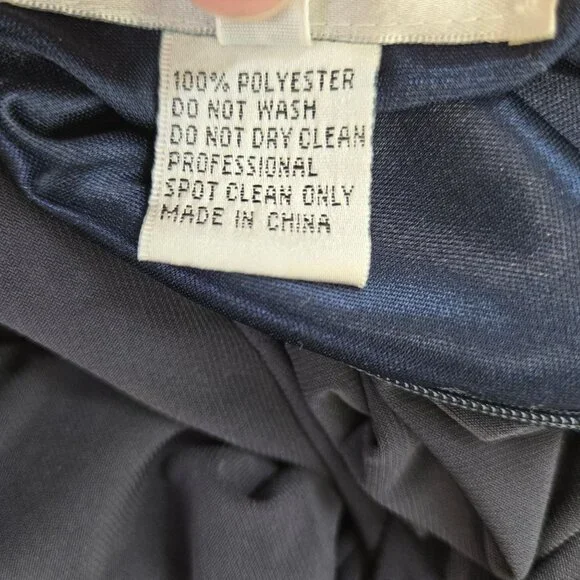 100% POLYESTER
DO NOT WASH
DO NOT DRY CLEAN
PROFESSIONAL
SPOT CLEAN ONLY
MADE IN CHINA